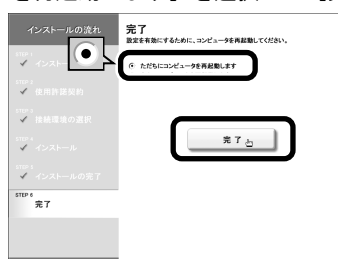 インストールの流れ
STEP 1
インスト
STEP 2
使用許諾契約
STEP 3
接続環境の選択
STEP 4
インストール
STEP 5
インストールの完了
STEP 6
完了
完了
設定を有効にするために、コンピュータを再起動してください。
ただちにコンピュータを再起動します
完了